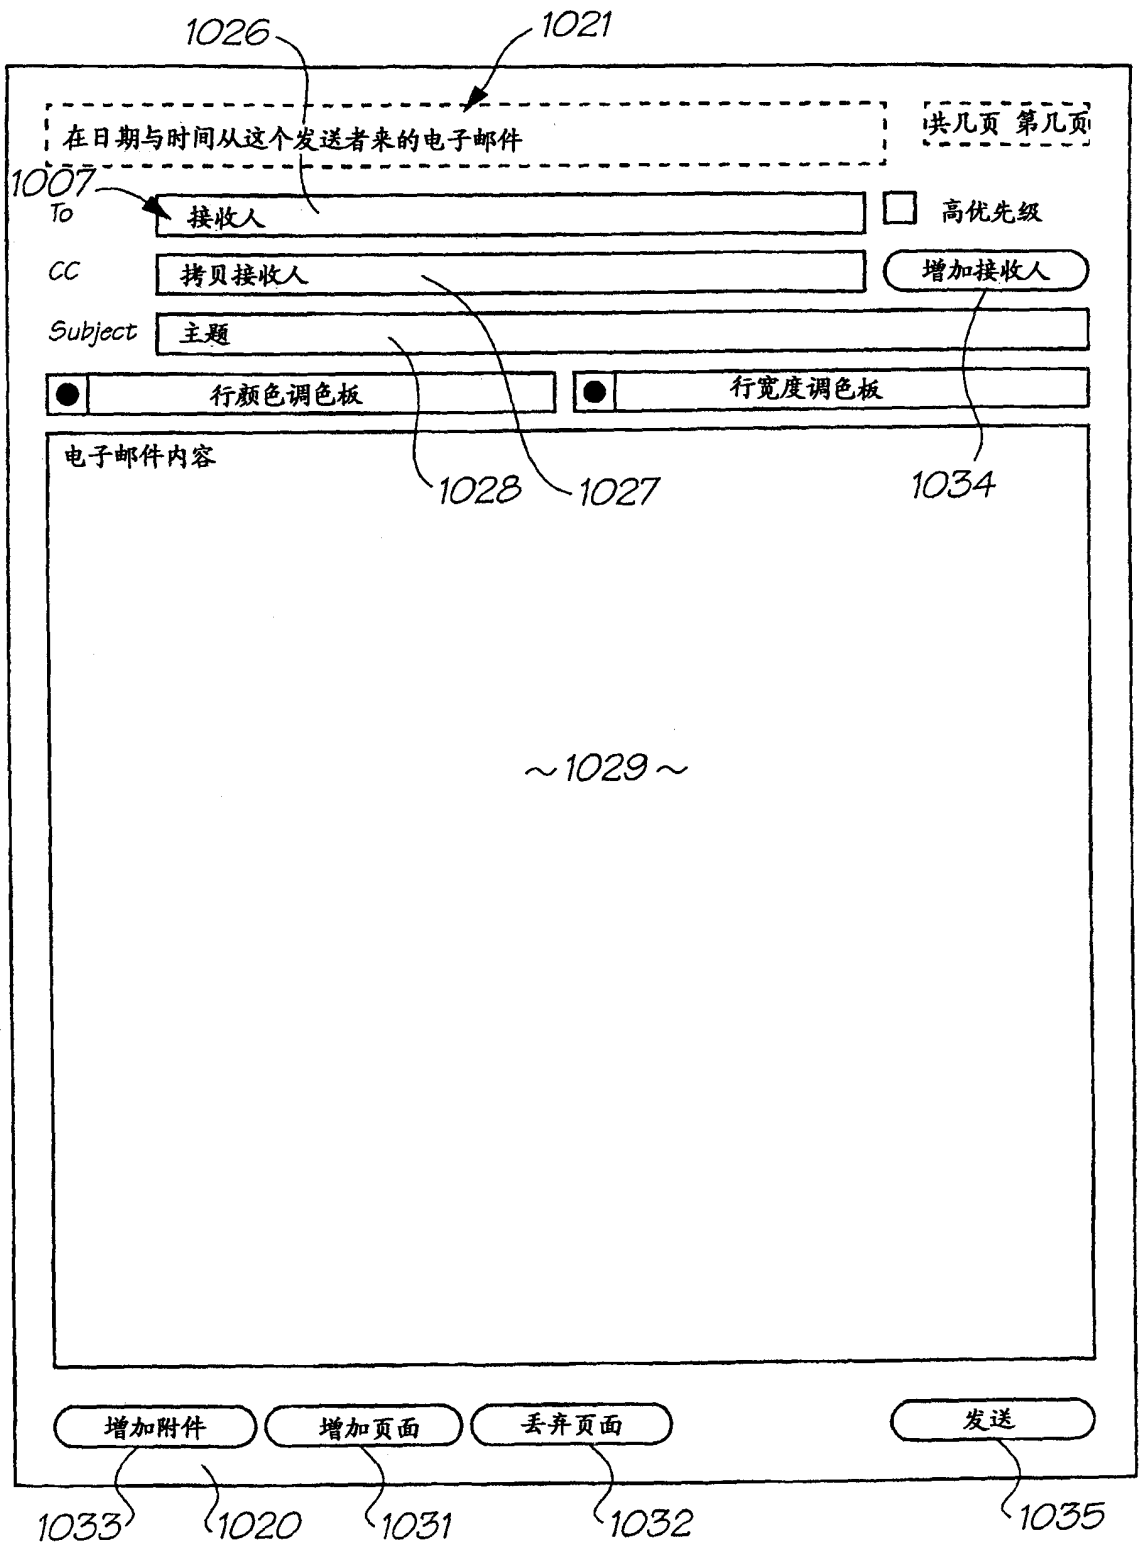 1026 1021
在日期与时间从这个发送者来的电子邮件 共几页 第几页
1007
To 接收人 高优先级
CC 拷贝接收人 增加接收人
Subject 主题
行颜色调色板 行宽度调色板
电子邮件内容
1028 1027 1034
~1029~
增加附件 增加页面 丢弃页面 发送
1033 1020 1031 1032 1035